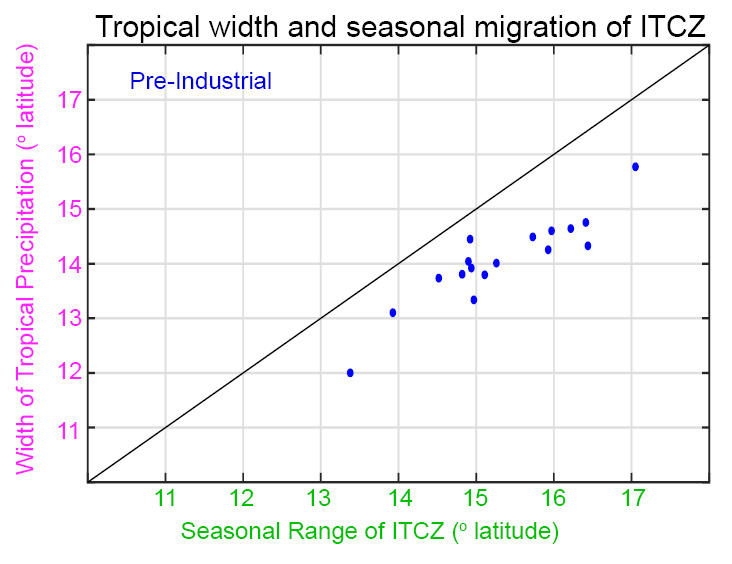 Tropical width and seasonal migration of ITCZ
Pre-Industrial
Width of Tropical Precipitation (º latitude)
17
16
15
14
13
12
11
11 12 13 14 15 16 17
Seasonal Range of ITCZ (º latitude)